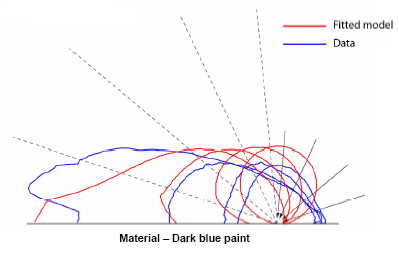 Fitted model
Data
Material – Dark blue paint